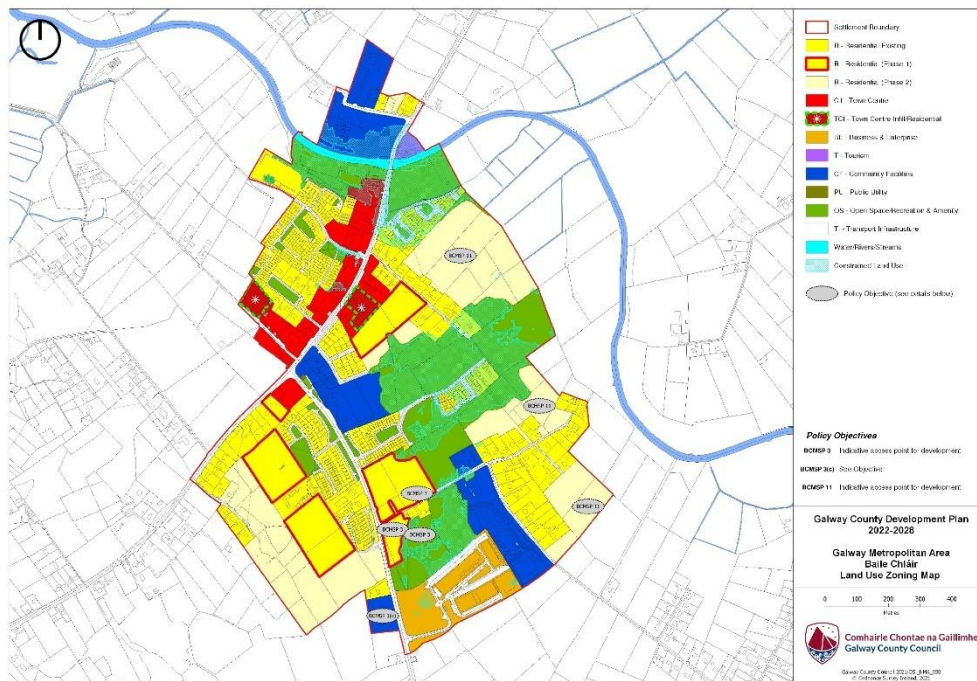 Settlement Boundary
R - Residential Existing
R - Residential (Phase 1)
R - Residential (Phase 2)
C1 - Town Centre
TCI - Town Centre Infill/Residential
BE - Business & Enterprise
T - Tourism
CF - Community Facilities
PU - Public Utility
OS - Open Space/Recreation & Amenity
TI - Transport Infrastructure
Water/Rivers/Streams
Constrained Land Use
Policy Objective (see details below)
BCMSP 11
BCMSP 11
BCMSP 3
BCMSP 11
BCMSP 3
BCMSP 3
BCMSP 3(c)
Policy Objectives
BCMSP 3 Indicative access point for development
BCMSP 3(c) See Objective
BCMSP 11 Indicative access point for development
Galway County Development Plan
2022-2028
Galway Metropolitan Area
Baile Chláir
Land Use Zoning Map
0 100 200 300 400
Metres
Comhairle Chontae na Gaillimhe
Galway County Council
© Ordnance Survey Ireland, 2021